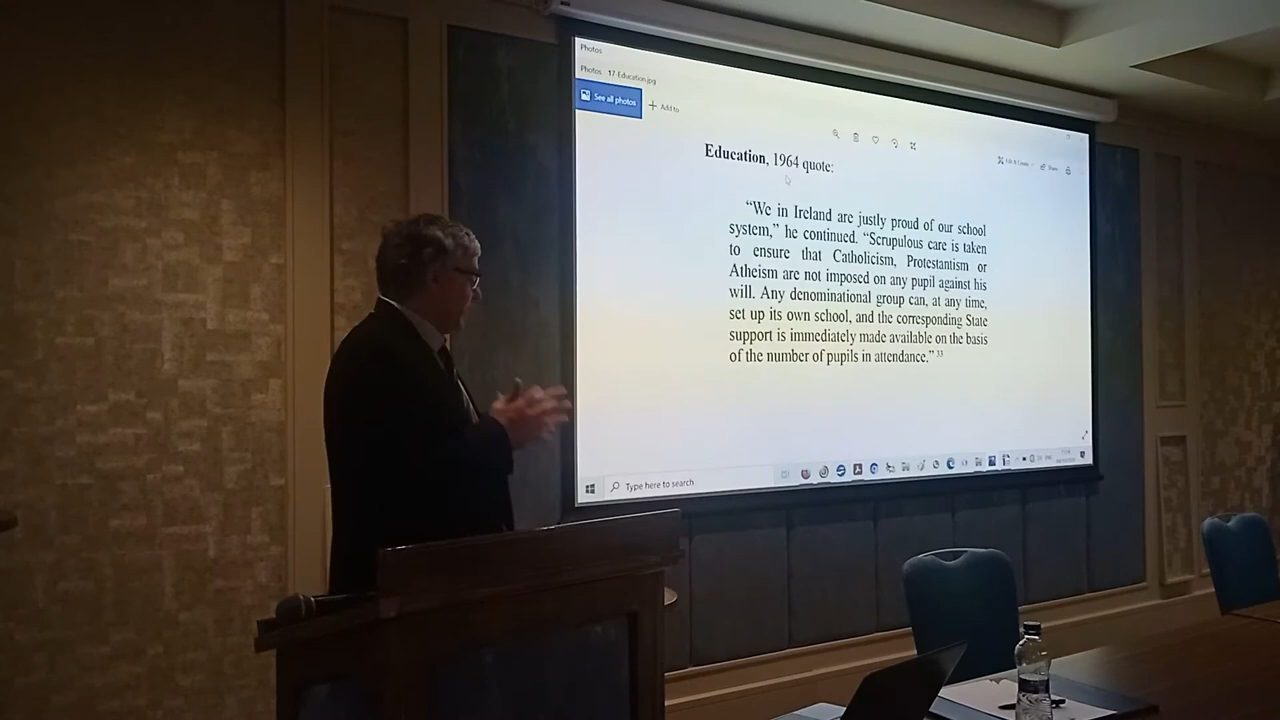 Photos
Photos - 17-Education.jpg
See all photos
Add to
Edit & Create
Share
Education, 1964 quote:
“We in Ireland are justly proud of our school
system,” he continued. “Scrupulous care is taken
to ensure that Catholicism, Protestantism or
Atheism are not imposed on any pupil against his
will. Any denominational group can, at any time,
set up its own school, and the corresponding State
support is immediately made available on the basis
of the number of pupils in attendance.” 33
Type here to search